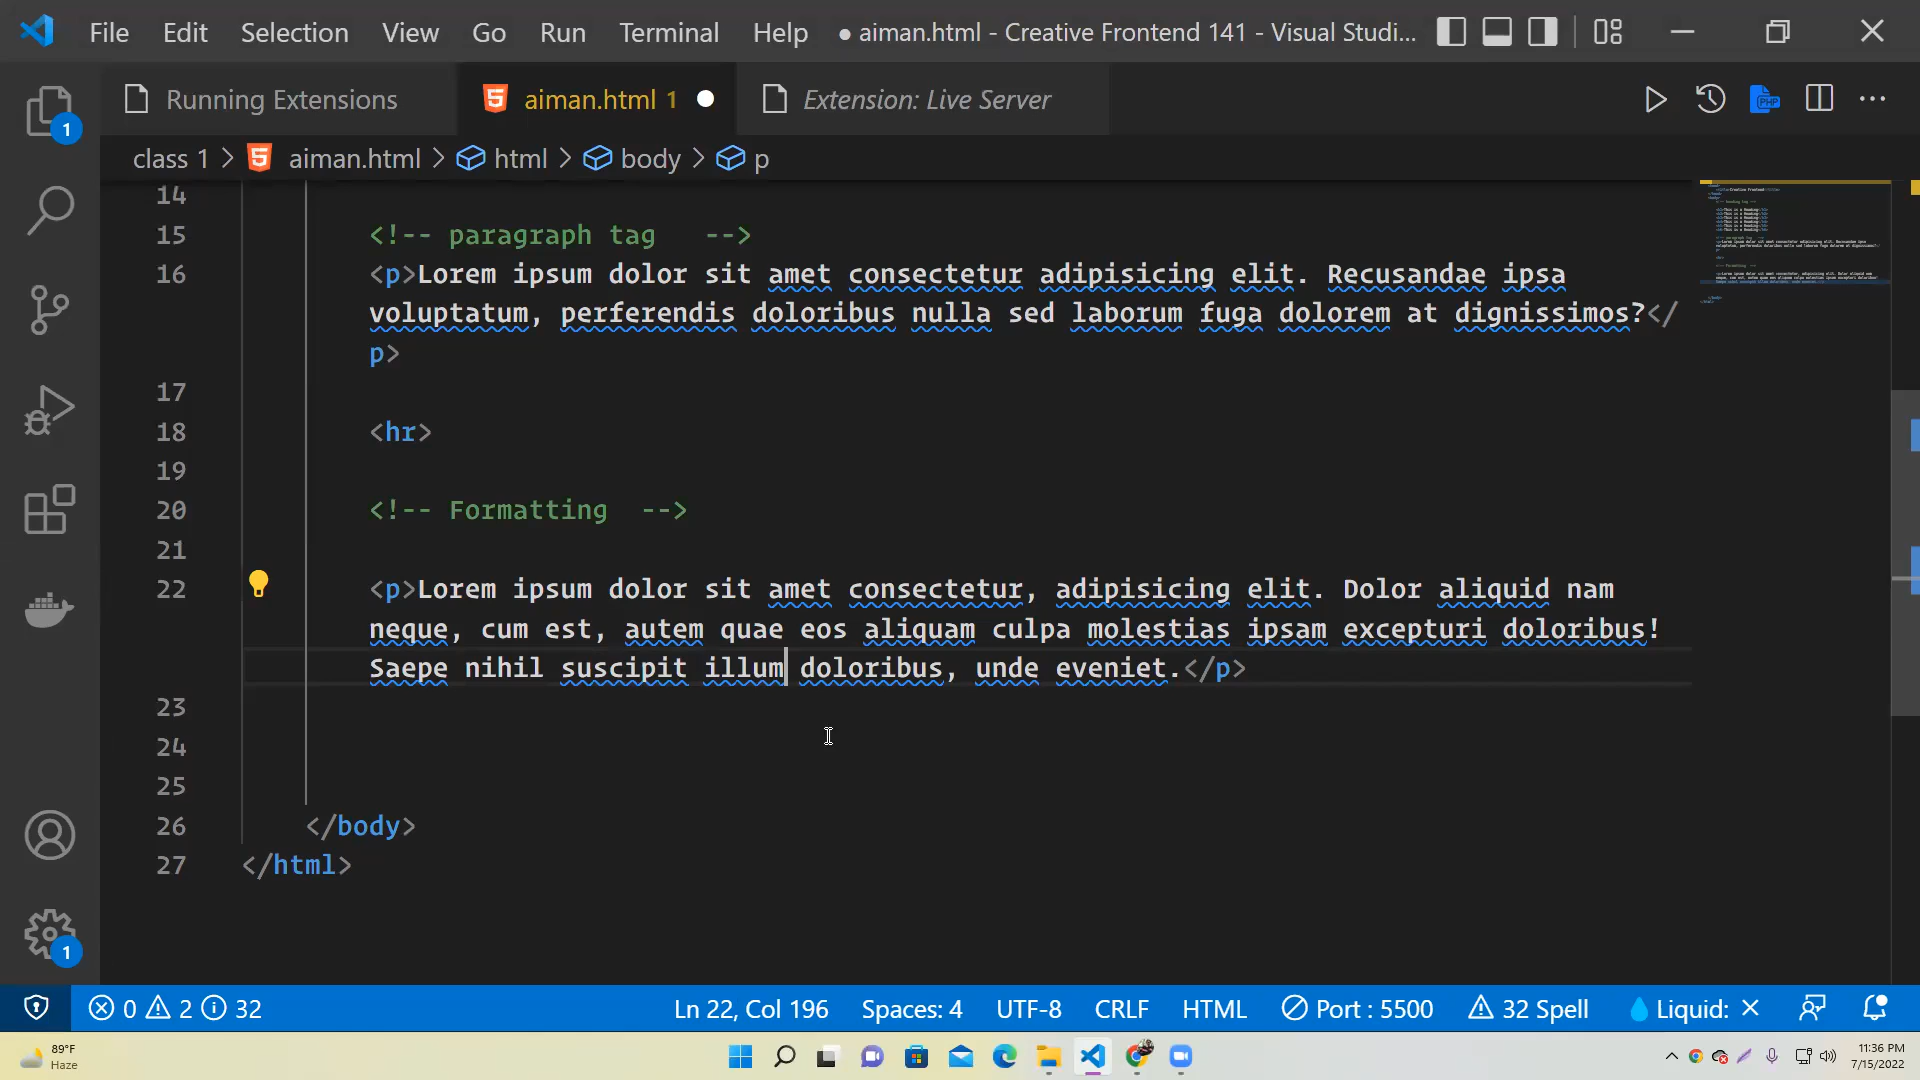 File Edit Selection View Go Run Terminal Help ● aiman.html - Creative Frontend 141 - Visual Studi...
Running Extensions aiman.html 1 Extension: Live Server
class 1 > aiman.html > html > body > p
14
15 <!-- paragraph tag   -->
16 <p>Lorem ipsum dolor sit amet consectetur adipisicing elit. Recusandae ipsa
voluptatum, perferendis doloribus nulla sed laborum fuga dolorem at dignissimos?</
p>
17
18 <hr>
19
20 <!-- Formatting  -->
21
22 <p>Lorem ipsum dolor sit amet consectetur, adipisicing elit. Dolor aliquid nam
neque, cum est, autem quae eos aliquam culpa molestias ipsam excepturi doloribus!
Saepe nihil suscipit illum doloribus, unde eveniet.</p>
23
24
25
26 </body>
27 </html>
1
1
0 2 32 Ln 22, Col 196 Spaces: 4 UTF-8 CRLF HTML Port : 5500 32 Spell Liquid: ✕
89°F
Haze
11:36 PM
7/15/2022